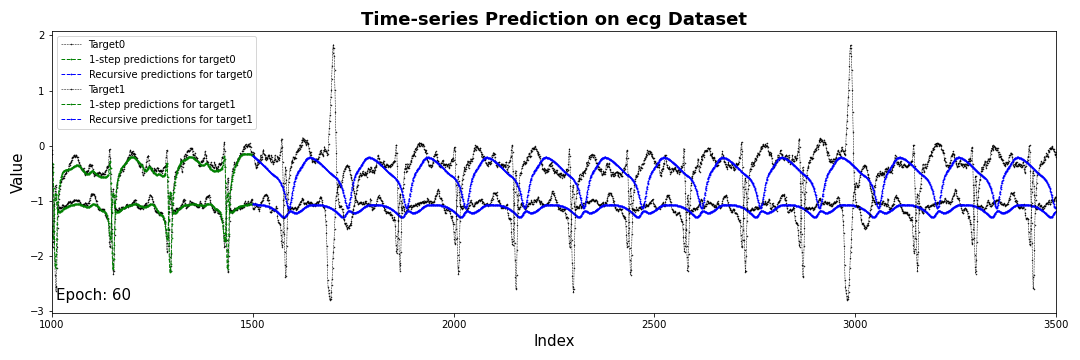 Time-series Prediction on ecg Dataset
Target0
1-step predictions for target0
Recursive predictions for target0
Target1
1-step predictions for target1
Recursive predictions for target1
2
1
0
−1
−2
−3
Value
Epoch: 60
1000
1500
2000
2500
3000
3500
Index